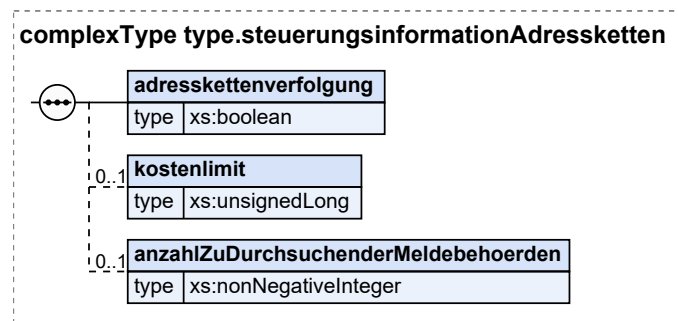 complexType type.steuerungsinformationAdressketten
adresskettenverfolgung
type xs:boolean
0..1 kostenlimit
type xs:unsignedLong
0..1 anzahlZuDurchsuchenderMeldebehoerden
type xs:nonNegativeInteger